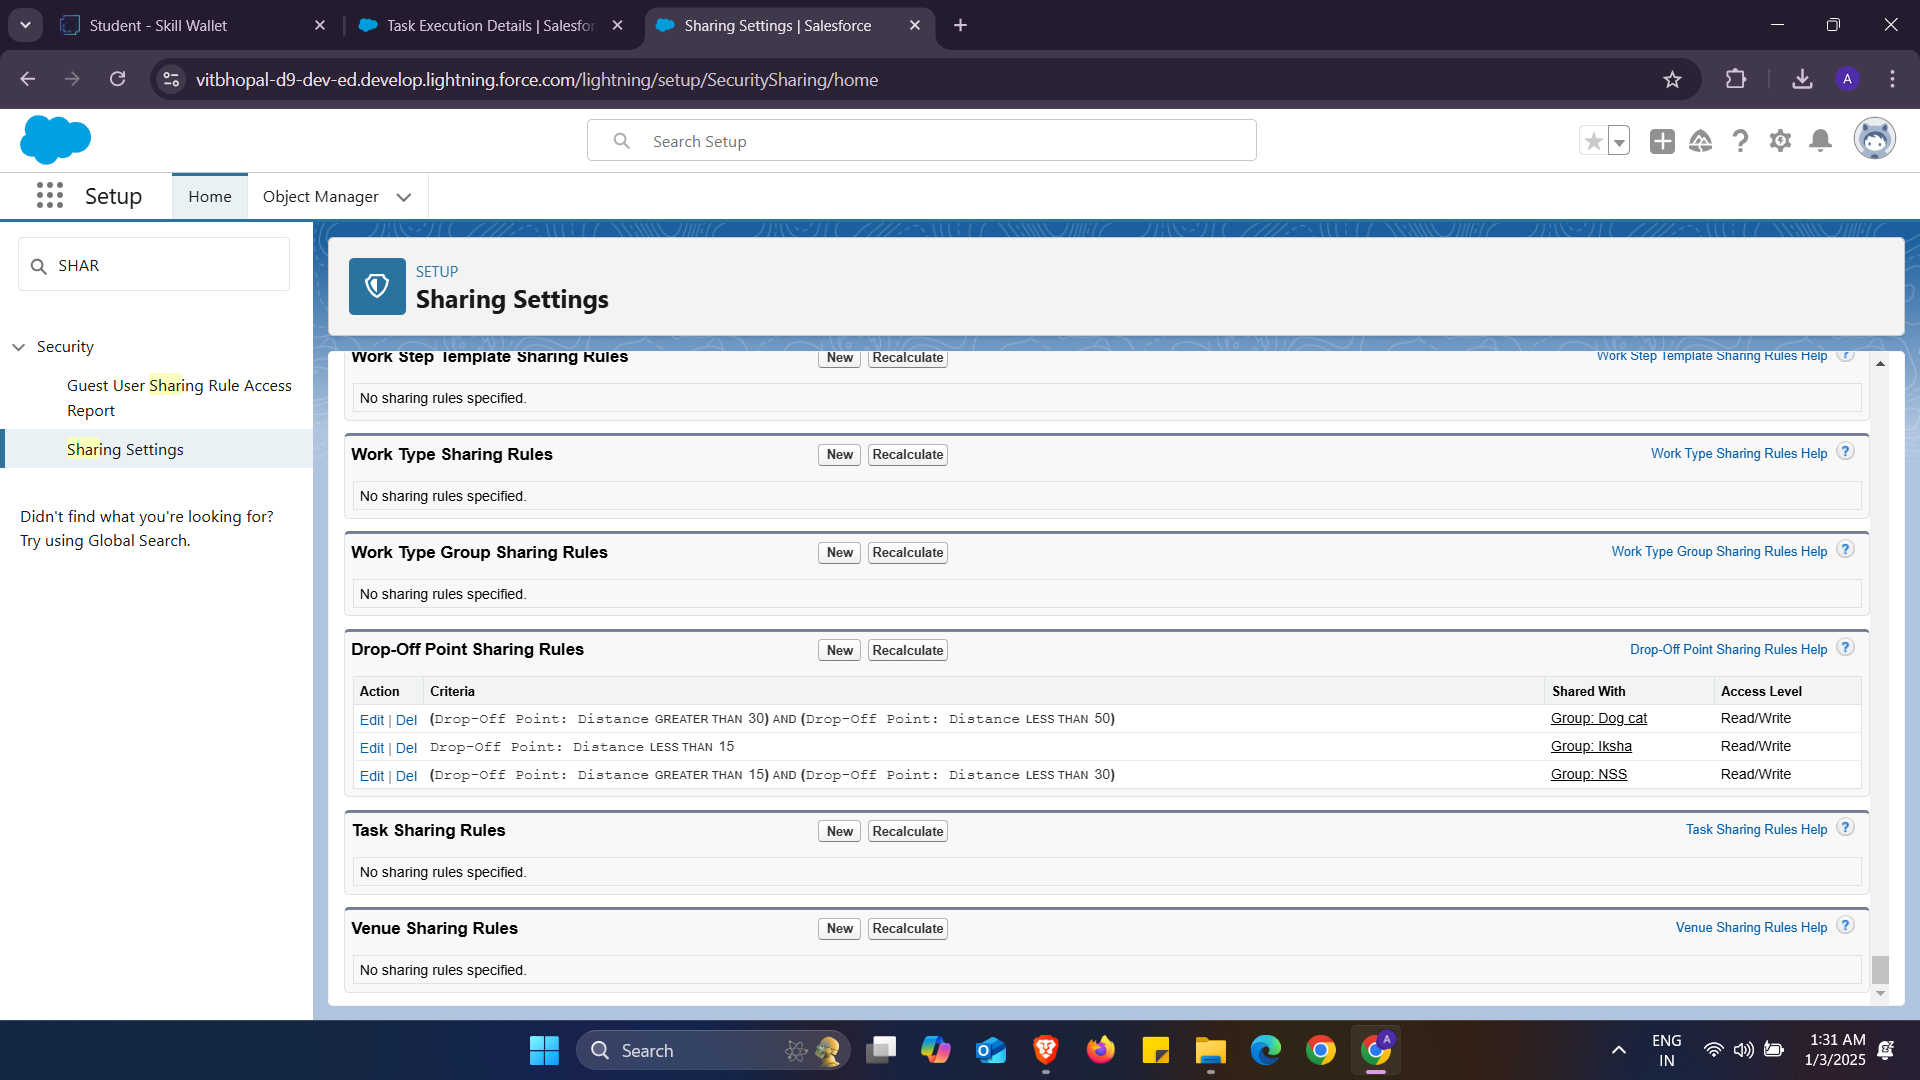 Student - Skill Wallet
Task Execution Details | Salesfor
Sharing Settings | Salesforce
vitbhopal-d9-dev-ed.develop.lightning.force.com/lightning/setup/SecuritySharing/home
A
Search Setup
Setup
Home
Object Manager
SHAR
Security
Guest User Sharing Rule Access
Report
Sharing Settings
Didn't find what you're looking for?
Try using Global Search.
SETUP
Sharing Settings
Work Step Template Sharing Rules New Recalculate Work Step Template Sharing Rules Help ?
No sharing rules specified.
Work Type Sharing Rules New Recalculate Work Type Sharing Rules Help ?
No sharing rules specified.
Work Type Group Sharing Rules New Recalculate Work Type Group Sharing Rules Help ?
No sharing rules specified.
Drop-Off Point Sharing Rules New Recalculate Drop-Off Point Sharing Rules Help ?
Action Criteria Shared With Access Level
Edit | Del (Drop-Off Point: Distance GREATER THAN 30) AND (Drop-Off Point: Distance LESS THAN 50) Group: Dog cat Read/Write
Edit | Del Drop-Off Point: Distance LESS THAN 15 Group: Iksha Read/Write
Edit | Del (Drop-Off Point: Distance GREATER THAN 15) AND (Drop-Off Point: Distance LESS THAN 30) Group: NSS Read/Write
Task Sharing Rules New Recalculate Task Sharing Rules Help ?
No sharing rules specified.
Venue Sharing Rules New Recalculate Venue Sharing Rules Help ?
No sharing rules specified.
Search
A
ENG
IN
1:31 AM
1/3/2025